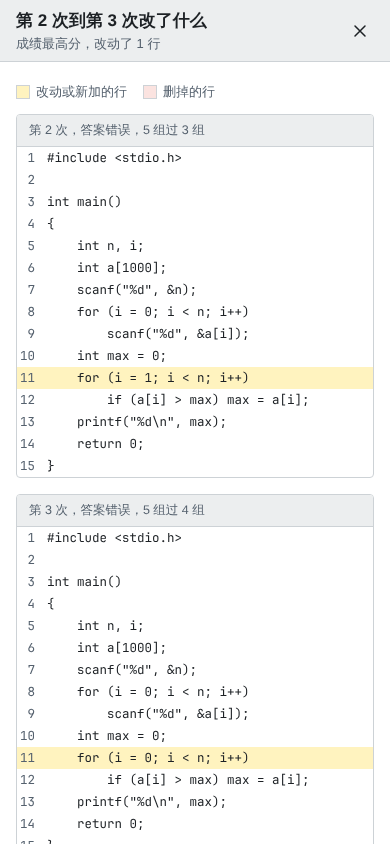 第 2 次到第 3 次改了什么
成绩最高分，改动了 1 行
改动或新加的行 删掉的行
第 2 次，答案错误，5 组过 3 组
1 #include <stdio.h>
2
3 int main()
4 {
5 int n, i;
6 int a[1000];
7 scanf("%d", &n);
8 for (i = 0; i < n; i++)
9 scanf("%d", &a[i]);
10 int max = 0;
11 for (i = 1; i < n; i++)
12 if (a[i] > max) max = a[i];
13 printf("%d\n", max);
14 return 0;
15 }
第 3 次，答案错误，5 组过 4 组
1 #include <stdio.h>
2
3 int main()
4 {
5 int n, i;
6 int a[1000];
7 scanf("%d", &n);
8 for (i = 0; i < n; i++)
9 scanf("%d", &a[i]);
10 int max = 0;
11 for (i = 0; i < n; i++)
12 if (a[i] > max) max = a[i];
13 printf("%d\n", max);
14 return 0;
15 }